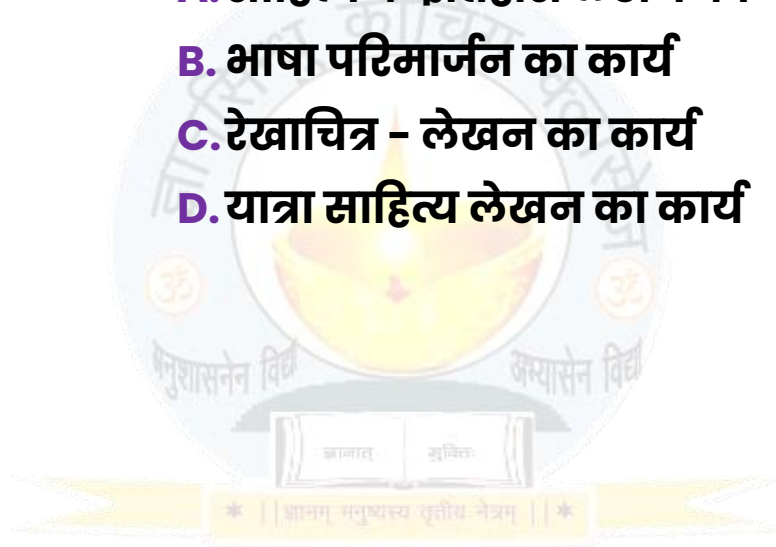 A.
B. भाषा परिमार्जन का कार्य
C. रेखाचित्र - लेखन का कार्य
D. यात्रा साहित्य लेखन का कार्य
ॐ ॐ
अनुशासनेन विद्या अभ्यासेन विद्या
ज्ञानात् मुक्तिः
* ||ज्ञानम् मनुष्यस्य तृतीय नेत्रम् ||*